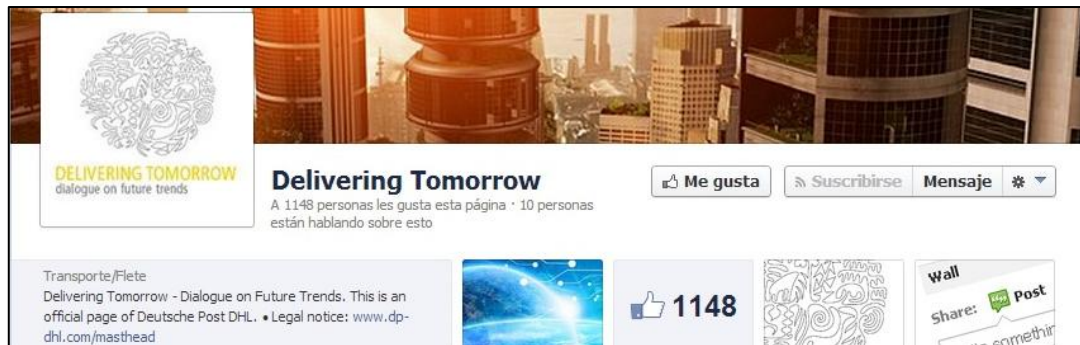 DELIVERING TOMORROW
dialogue on future trends
Delivering Tomorrow
A 1148 personas les gusta esta página · 10 personas
están hablando sobre esto
Me gusta
Suscribirse
Mensaje
Transporte/Flete
Delivering Tomorrow - Dialogue on Future Trends. This is an
official page of Deutsche Post DHL. • Legal notice: www.dp-
dhl.com/masthead
1148
Wall
Share: Post